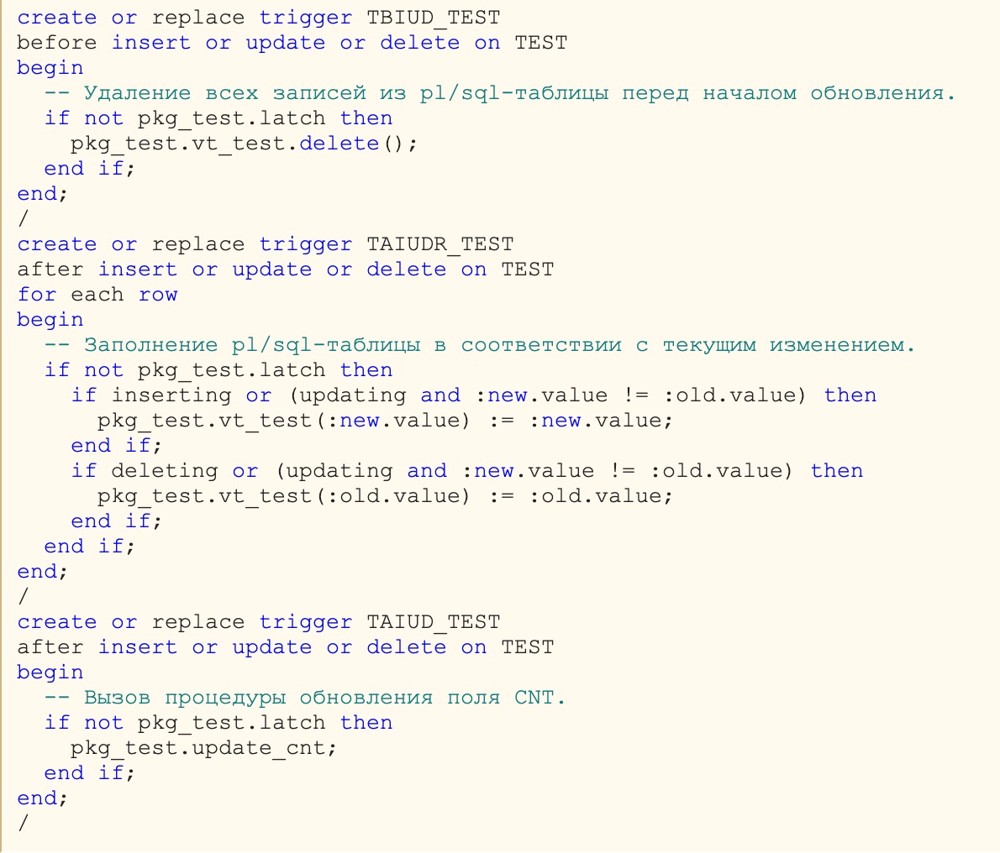 create or replace trigger TBIUD_TEST
before insert or update or delete on TEST
begin
  -- Удаление всех записей из pl/sql-таблицы перед началом обновления.
  if not pkg_test.latch then
    pkg_test.vt_test.delete();
  end if;
end;
/
create or replace trigger TAIUDR_TEST
after insert or update or delete on TEST
for each row
begin
  -- Заполнение pl/sql-таблицы в соответствии с текущим изменением.
  if not pkg_test.latch then
    if inserting or (updating and :new.value != :old.value) then
      pkg_test.vt_test(:new.value) := :new.value;
    end if;
    if deleting or (updating and :new.value != :old.value) then
      pkg_test.vt_test(:old.value) := :old.value;
    end if;
  end if;
end;
/
create or replace trigger TAIUD_TEST
after insert or update or delete on TEST
begin
  -- Вызов процедуры обновления поля CNT.
  if not pkg_test.latch then
    pkg_test.update_cnt;
  end if;
end;
/